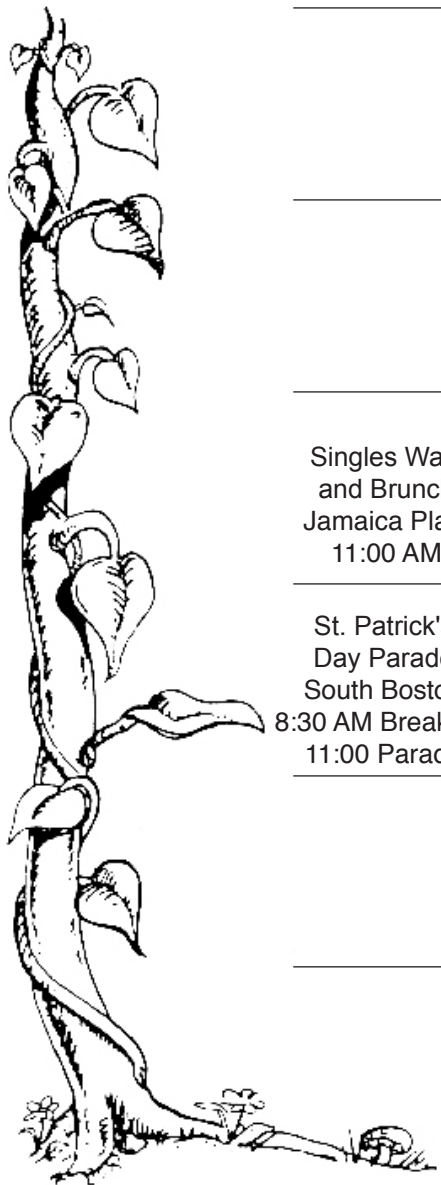 Singles Wa
and Brunc
Jamaica Pla
11:00 AM
St. Patrick'
Day Parad
South Bosto
8:30 AM Break
11:00 Parad